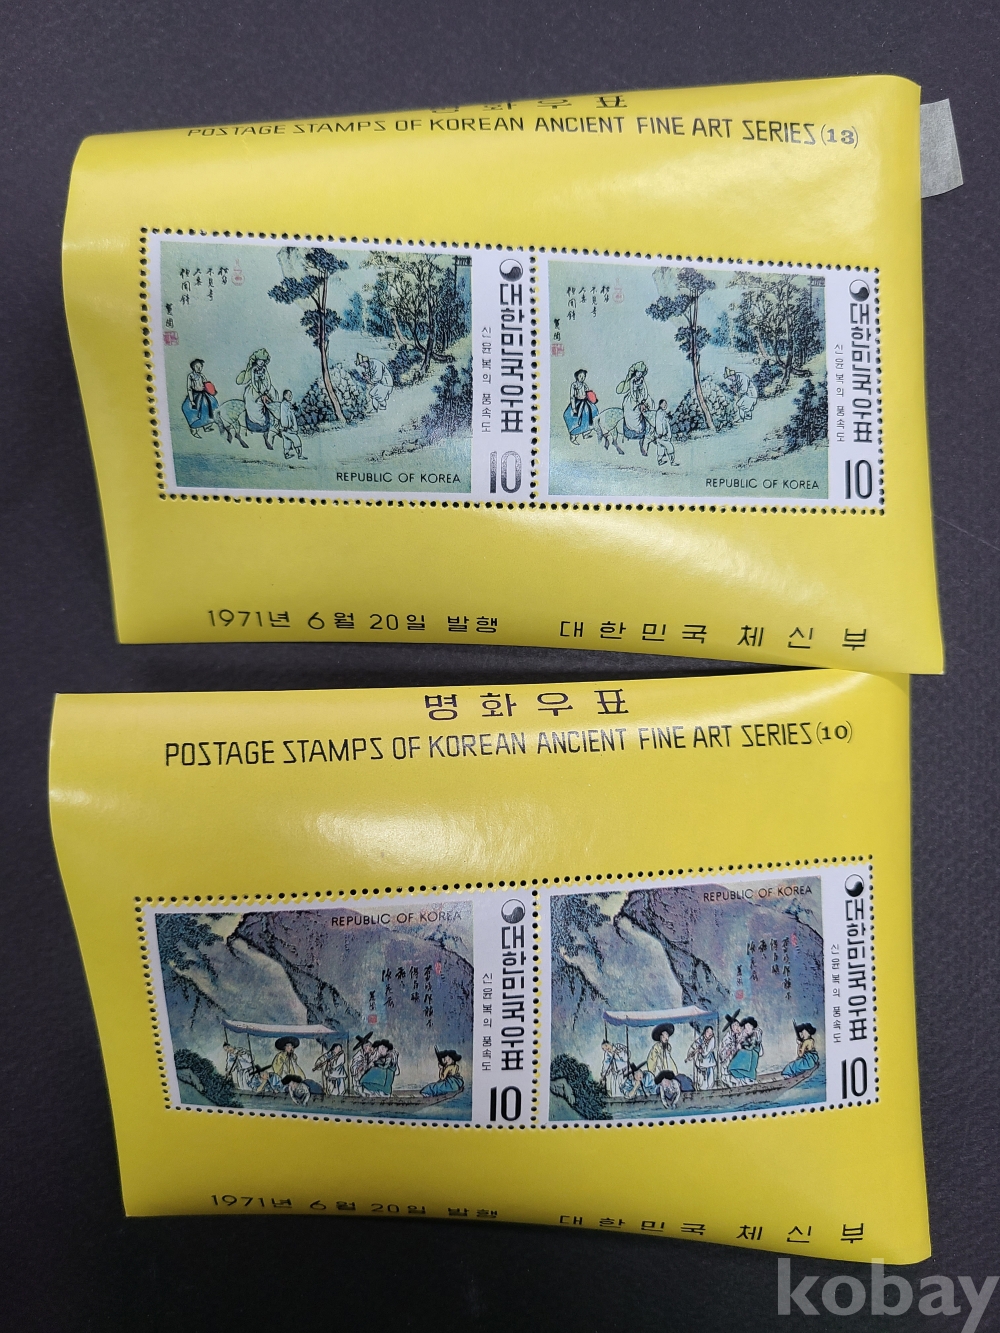 명화우표
POSTAGE STAMPS OF KOREAN ANCIENT FINE ART SERIES (13)
대한민국우표
신윤복의 풍속도
REPUBLIC OF KOREA
10
대한민국우표
신윤복의 풍속도
REPUBLIC OF KOREA
10
1971년 6월 20일 발행 대한민국 체신부
명화우표
POSTAGE STAMPS OF KOREAN ANCIENT FINE ART SERIES (10)
REPUBLIC OF KOREA
대한민국우표
신윤복의 풍속도
10
REPUBLIC OF KOREA
대한민국우표
신윤복의 풍속도
10
1971년 6월 20일 발행 대한민국 체신부
kobay